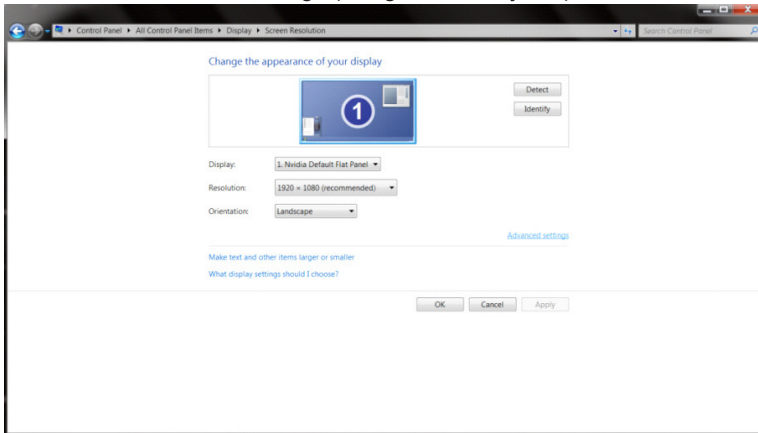 Control Panel ▸ All Control Panel Items ▸ Display ▸ Screen Resolution
Search Control Panel
Change the appearance of your display
1
Detect
Identify
Display: 1. Nvidia Default Flat Panel
Resolution: 1920 × 1080 (recommended)
Orientation: Landscape
Advanced settings
Make text and other items larger or smaller
What display settings should I choose?
OK Cancel Apply